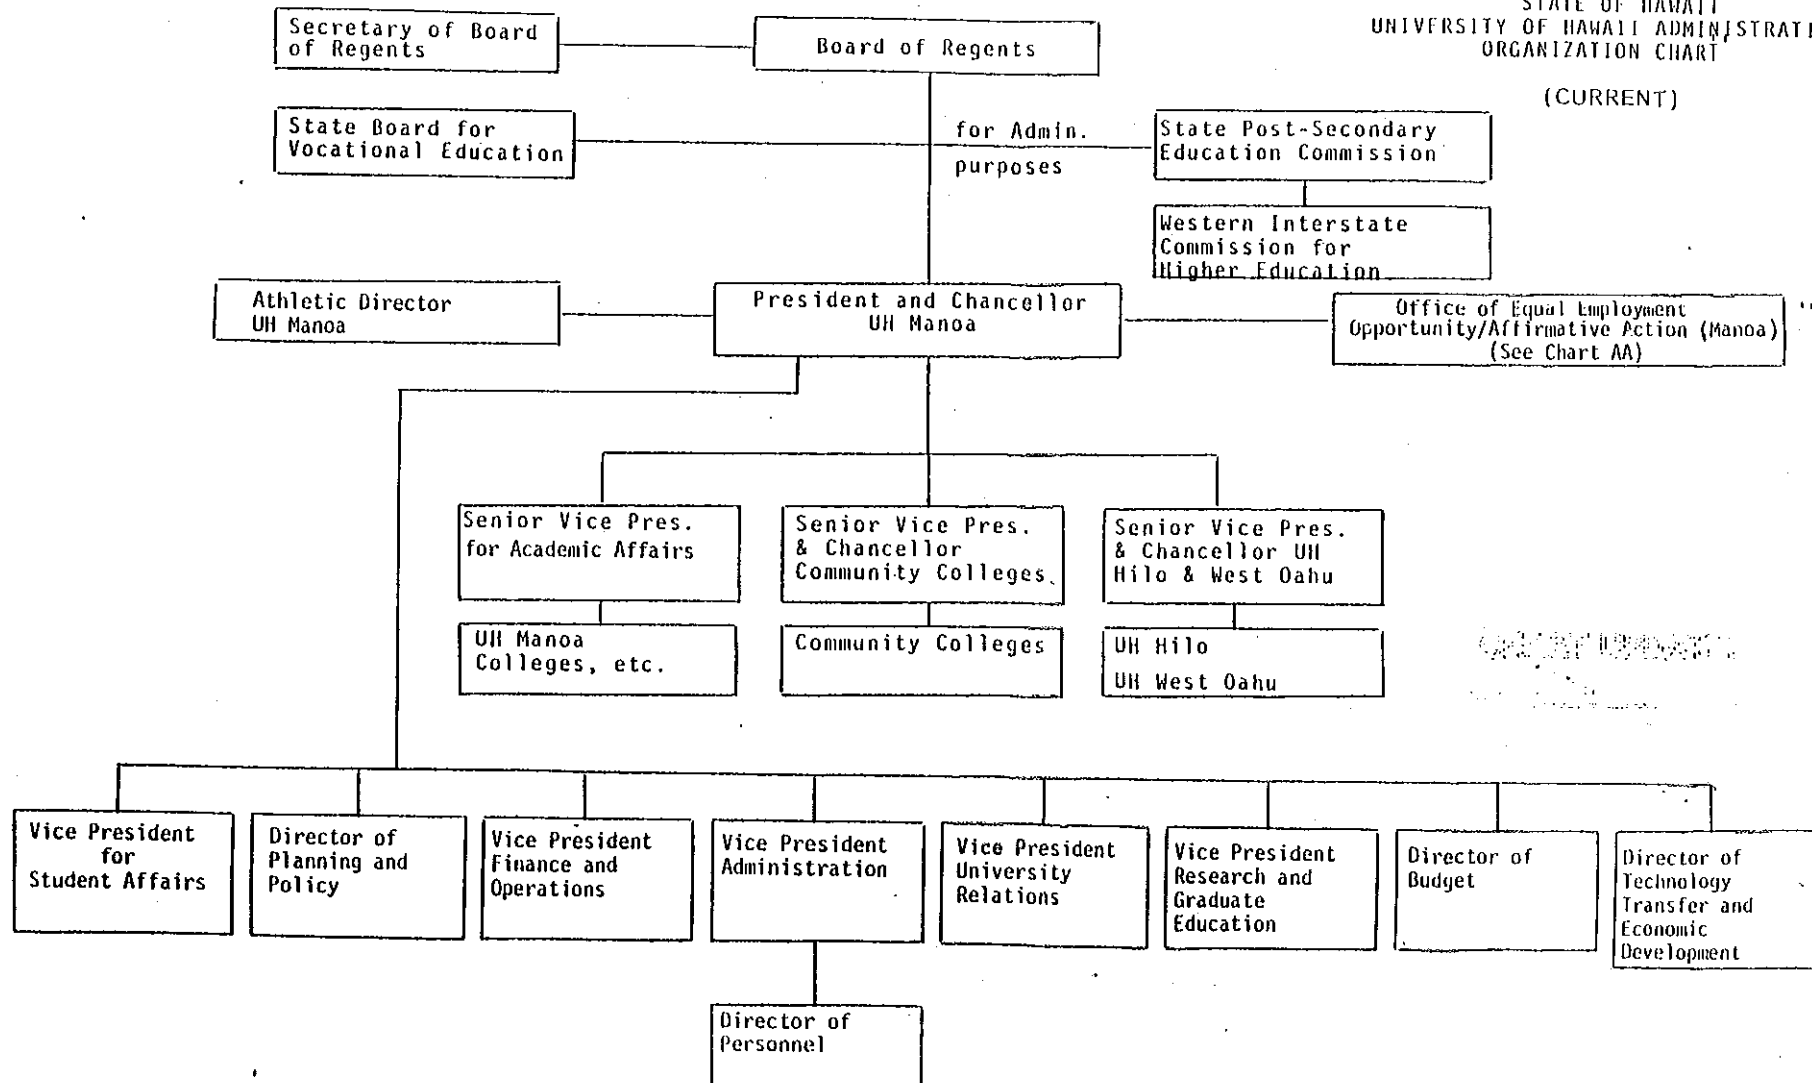 STATE OF HAWAII
UNIVERSITY OF HAWAII ADMINISTRATI
ORGANIZATION CHART
(CURRENT)
Secretary of Board
of Regents
Board of Regents
State Board for
Vocational Education
for Admin.
purposes
State Post-Secondary
Education Commission
Western Interstate
Commission for
Higher Education
Athletic Director
UH Manoa
President and Chancellor
UH Manoa
Office of Equal Employment
Opportunity/Affirmative Action (Manoa)
(See Chart AA)
Senior Vice Pres.
for Academic Affairs
Senior Vice Pres.
& Chancellor
Community Colleges
Senior Vice Pres.
& Chancellor UH
Hilo & West Oahu
UH Manoa
Colleges, etc.
Community Colleges
UH Hilo
UH West Oahu
Vice President
for
Student Affairs
Director of
Planning and
Policy
Vice President
Finance and
Operations
Vice President
Administration
Vice President
University
Relations
Vice President
Research and
Graduate
Education
Director of
Budget
Director of
Technology
Transfer and
Economic
Development
Director of
Personnel